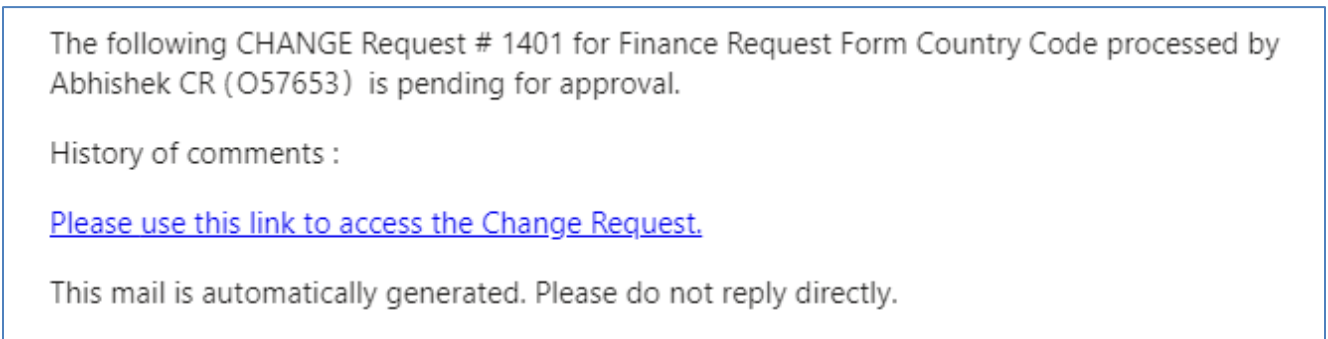 The following CHANGE Request # 1401 for Finance Request Form Country Code processed by
Abhishek CR (O57653) is pending for approval.
History of comments :
Please use this link to access the Change Request.
This mail is automatically generated. Please do not reply directly.